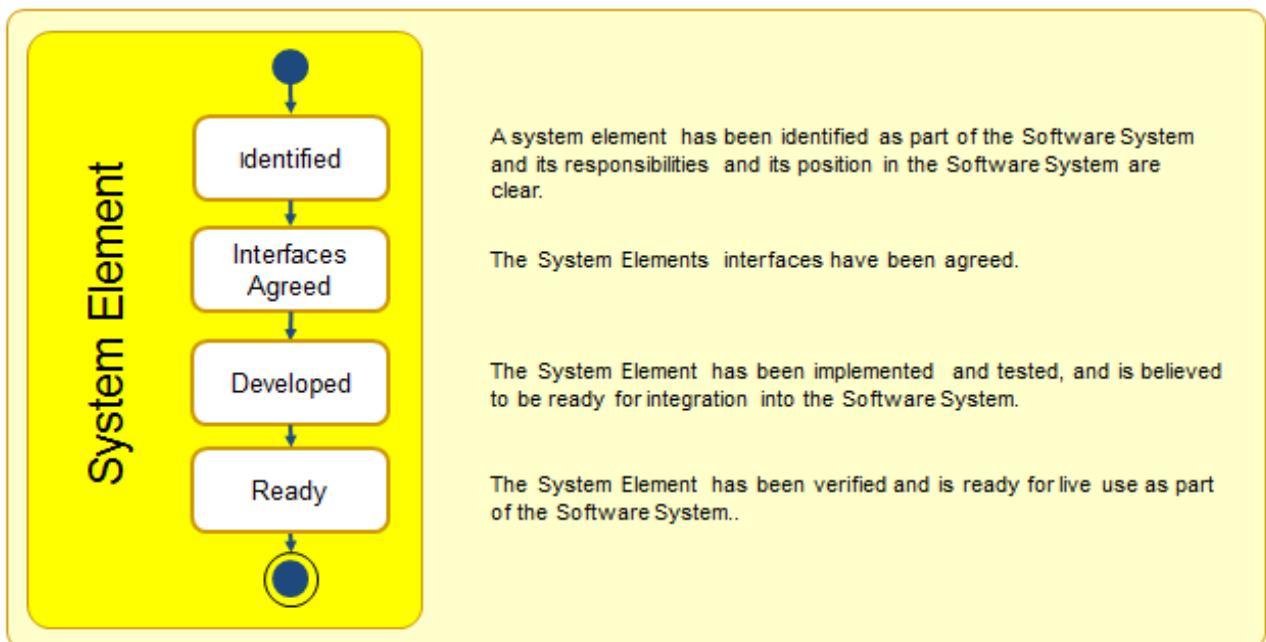 System Element
Identified
A system element has been identified as part of the Software System
and its responsibilities and its position in the Software System are
clear.
Interfaces
Agreed
The System Elements interfaces have been agreed.
Developed
The System Element has been implemented and tested, and is believed
to be ready for integration into the Software System.
Ready
The System Element has been verified and is ready for live use as part
of the Software System..